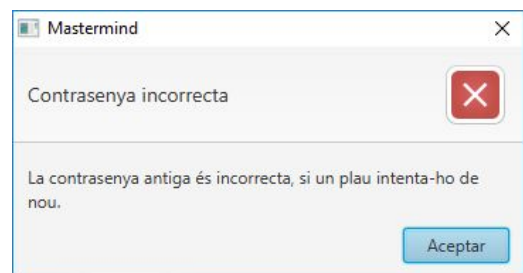 Mastermind
Contrasenya incorrecta
La contrasenya antiga és incorrecta, si un plau intenta-ho de
nou.
Aceptar